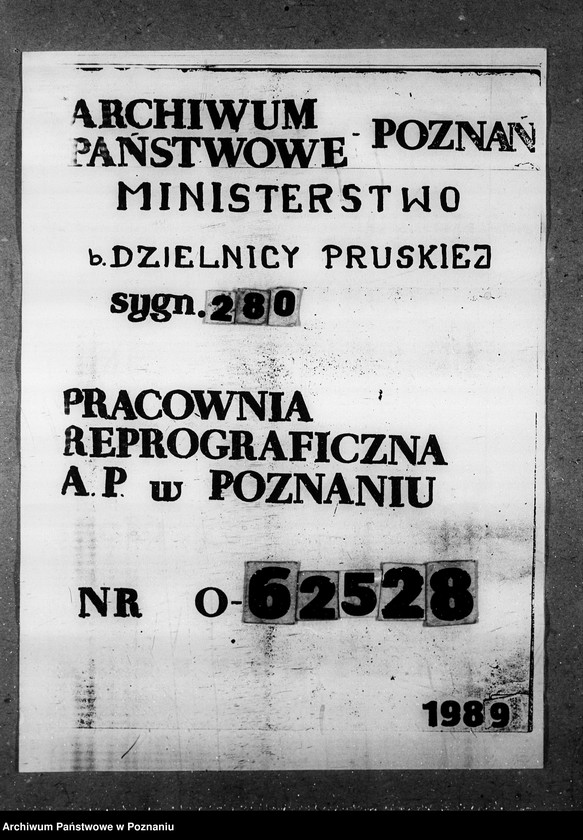 ARCHIWUM
PAŃSTWOWE - POZNAŃ
MINISTERSTWO
b. DZIELNICY PRUSKIEJ
sygn. 280
PRACOWNIA
REPROGRAFICZNA
A. P. w POZNANIU
NR O-62528
1989
Archiwum Państwowe w Poznaniu